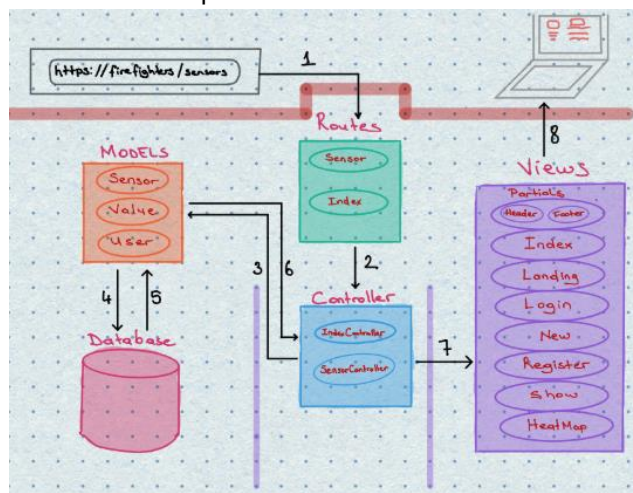 1
https://firefighters/sensors
Routes
Sensor
Index
MODELS
Sensor
Value
User
2
3
6
4
5
Database
Controller
IndexController
SensorController
7
8
Views
Partials
Header
Footer
Index
Landing
Login
New
Register
Show
HeatMap